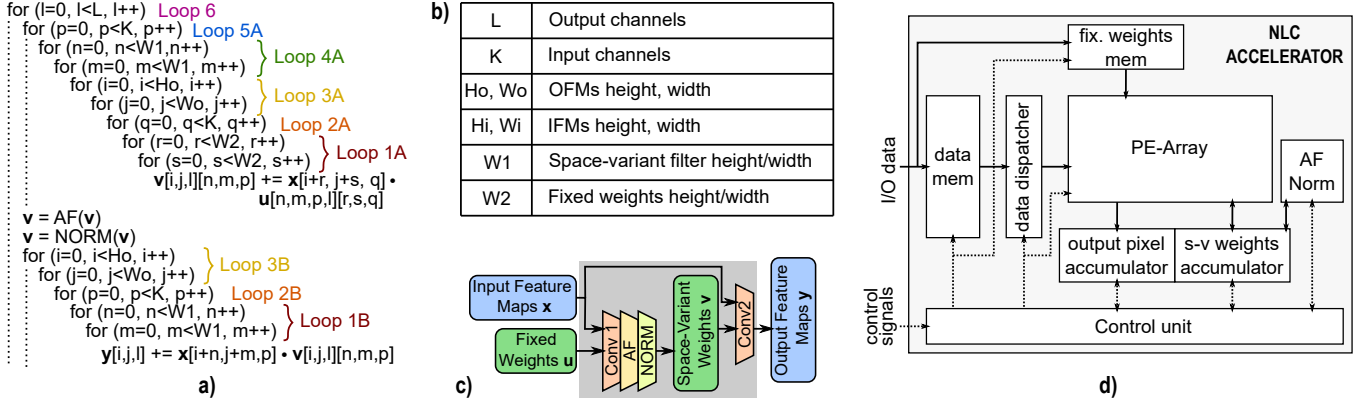 for (l=0, l<L, l++) Loop 6
for (p=0, p<K, p++) Loop 5A
for (n=0, n<W1,n++)
for (m=0, m<W1, m++)
Loop 4A
for (i=0, i<Ho, i++)
for (j=0, j<Wo, j++)
Loop 3A
for (q=0, q<K, q++) Loop 2A
for (r=0, r<W2, r++)
for (s=0, s<W2, s++)
Loop 1A
v[i,j,l][n,m,p] += x[i+r, j+s, q] •
u[n,m,p,l][r,s,q]
v = AF(v)
v = NORM(v)
for (i=0, i<Ho, i++)
for (j=0, j<Wo, j++)
Loop 3B
for (p=0, p<K, p++) Loop 2B
for (n=0, n<W1, n++)
for (m=0, m<W1, m++)
Loop 1B
y[i,j,l] += x[i+n,j+m,p] • v[i,j,l][n,m,p]
a)
b)
L Output channels
K Input channels
Ho, Wo OFMs height, width
Hi, Wi IFMs height, width
W1 Space-variant filter height/width
W2 Fixed weights height/width
Input Feature
Maps x
Fixed
Weights u
Conv 1
AF
NORM
Space-Variant
Weights v
Conv2
Output Feature
Maps y
c)
NLC
ACCELERATOR
fix. weights
mem
I/O data
data
mem
data dispatcher
PE-Array
AF
Norm
output pixel
accumulator
s-v weights
accumulator
control
signals
Control unit
d)